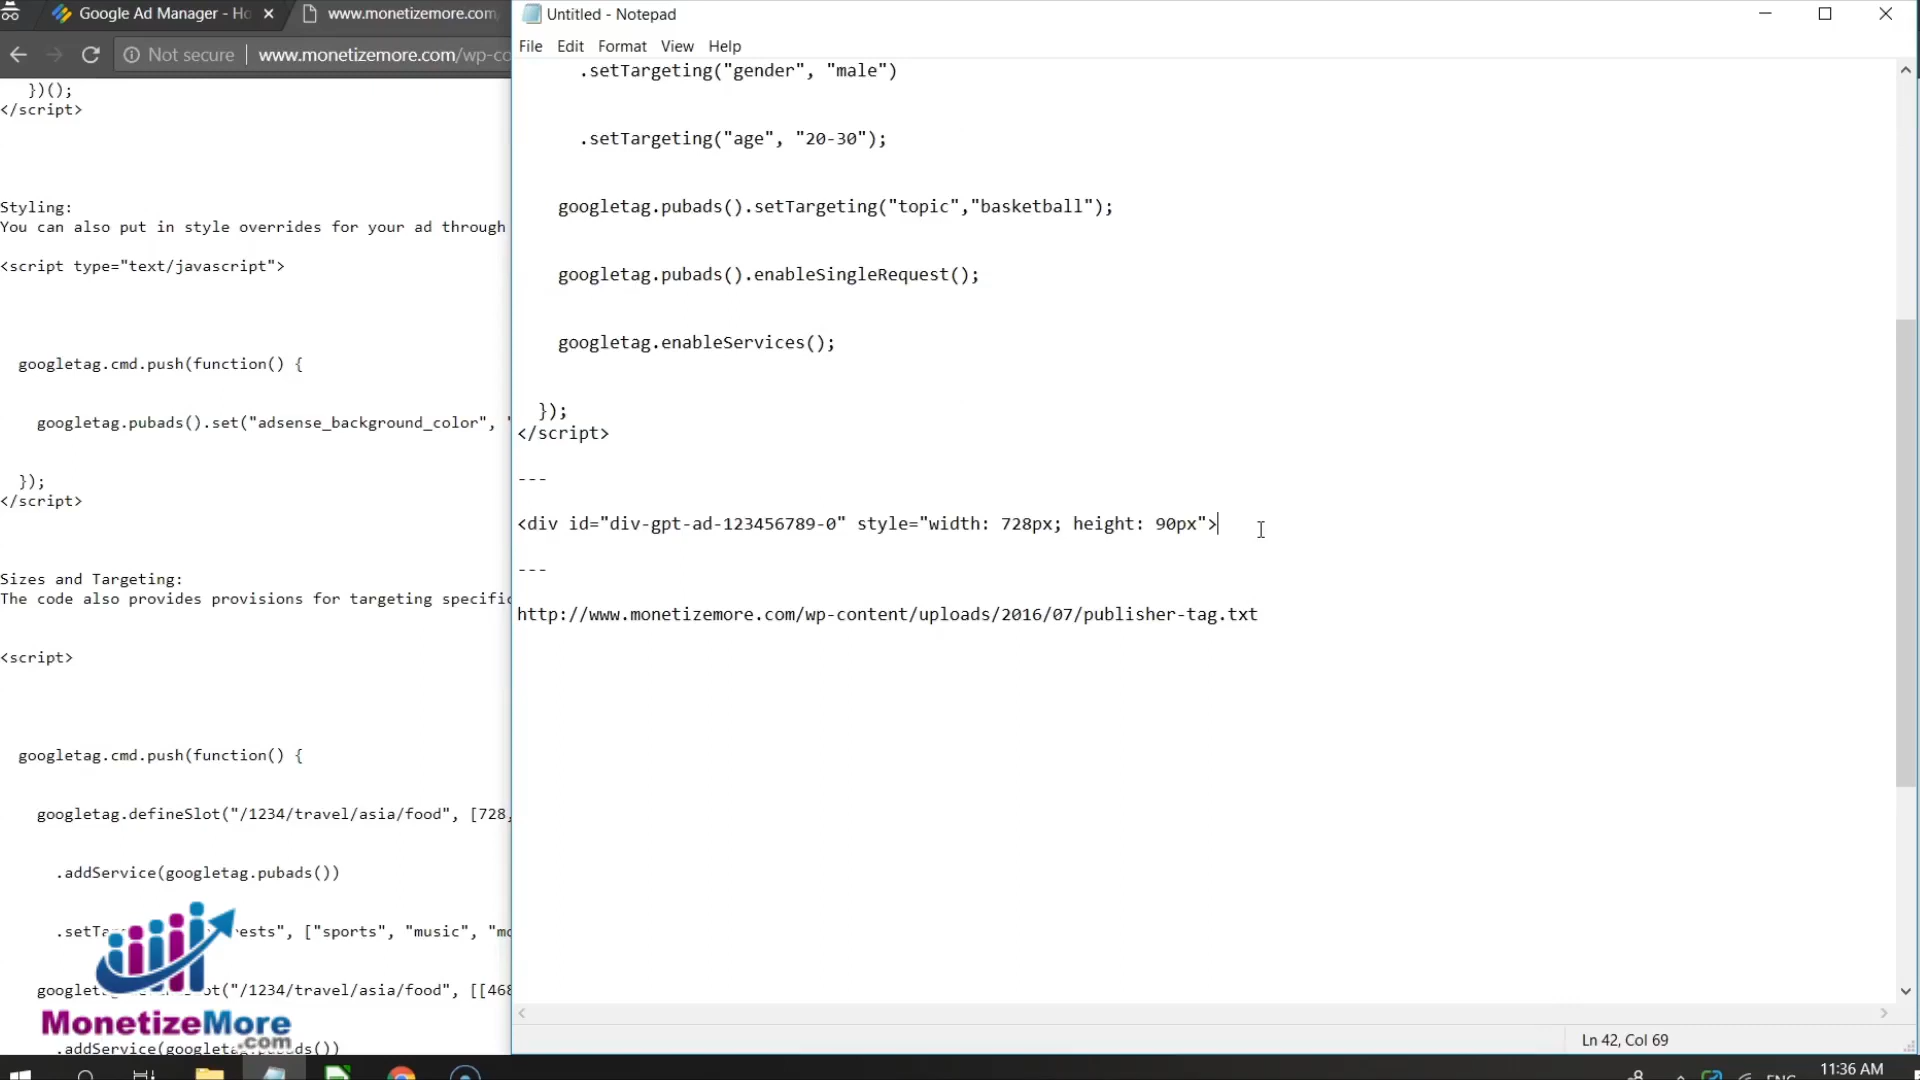 Google Ad Manager - Ho
www.monetizemore.com
Not secure
www.monetizemore.com/wp-co
})();
</script>
Styling:
You can also put in style overrides for your ad through
<script type="text/javascript">
googletag.cmd.push(function() {
googletag.pubads().set("adsense_background_color", "
});
</script>
Sizes and Targeting:
The code also provides provisions for targeting specific
<script>
googletag.cmd.push(function() {
googletag.defineSlot("/1234/travel/asia/food", [728,
.addService(googletag.pubads())
.setTa ests", ["sports", "music", "mo
googlet ot("/1234/travel/asia/food", [[468
MonetizeMore
.com
.addService(googletag.pubads())
Untitled - Notepad
File Edit Format View Help
.setTargeting("gender", "male")
.setTargeting("age", "20-30");
googletag.pubads().setTargeting("topic","basketball");
googletag.pubads().enableSingleRequest();
googletag.enableServices();
});
</script>
---
<div id="div-gpt-ad-123456789-0" style="width: 728px; height: 90px">
---
http://www.monetizemore.com/wp-content/uploads/2016/07/publisher-tag.txt
Ln 42, Col 69
ENG
11:36 AM